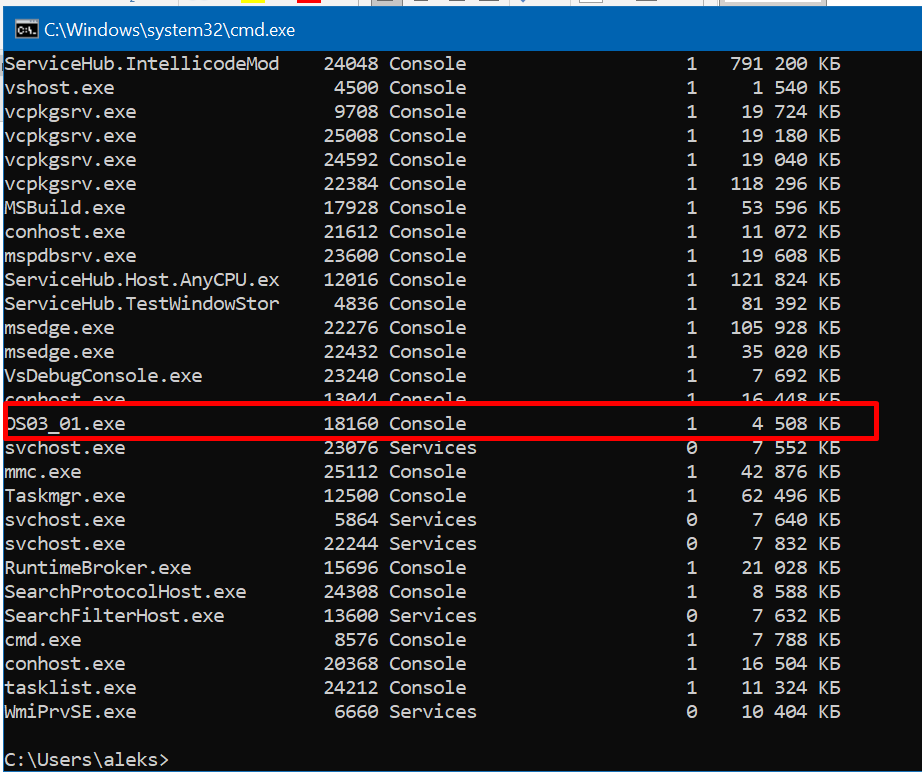 C:\Windows\system32\cmd.exe
ServiceHub.IntellicodeMod 24048 Console 1 791 200 КБ
vshost.exe 4500 Console 1 1 540 КБ
vcpkgsrv.exe 9708 Console 1 19 724 КБ
vcpkgsrv.exe 25008 Console 1 19 180 КБ
vcpkgsrv.exe 24592 Console 1 19 040 КБ
vcpkgsrv.exe 22384 Console 1 118 296 КБ
MSBuild.exe 17928 Console 1 53 596 КБ
conhost.exe 21612 Console 1 11 072 КБ
mspdbsrv.exe 23600 Console 1 19 608 КБ
ServiceHub.Host.AnyCPU.ex 12016 Console 1 121 824 КБ
ServiceHub.TestWindowStor 4836 Console 1 81 392 КБ
msedge.exe 22276 Console 1 105 928 КБ
msedge.exe 22432 Console 1 35 020 КБ
VsDebugConsole.exe 23240 Console 1 7 692 КБ
conhost.exe 13044 Console 1 16 448 КБ
OS03_01.exe 18160 Console 1 4 508 КБ
svchost.exe 23076 Services 0 7 552 КБ
mmc.exe 25112 Console 1 42 876 КБ
Taskmgr.exe 12500 Console 1 62 496 КБ
svchost.exe 5864 Services 0 7 640 КБ
svchost.exe 22244 Services 0 7 832 КБ
RuntimeBroker.exe 15696 Console 1 21 028 КБ
SearchProtocolHost.exe 24308 Console 1 8 588 КБ
SearchFilterHost.exe 13600 Services 0 7 632 КБ
cmd.exe 8576 Console 1 7 788 КБ
conhost.exe 20368 Console 1 16 504 КБ
tasklist.exe 24212 Console 1 11 324 КБ
WmiPrvSE.exe 6660 Services 0 10 404 КБ
C:\Users\aleks>